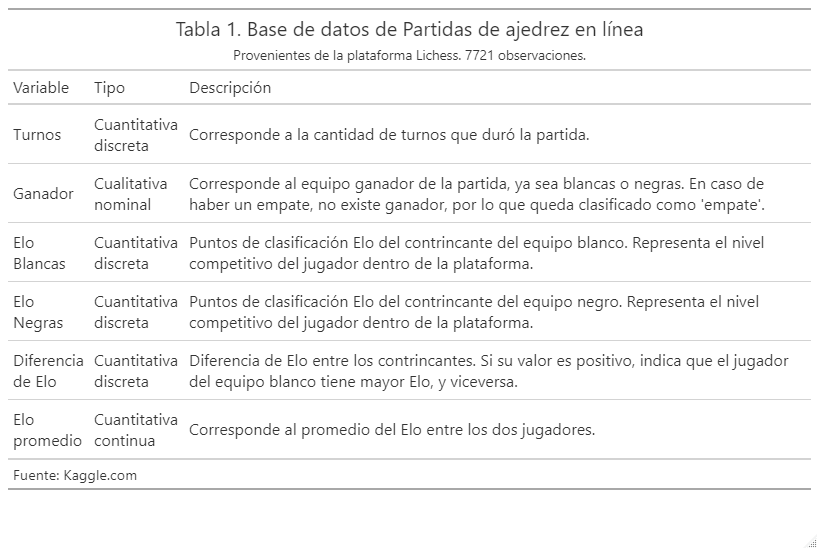 Tabla 1. Base de datos de Partidas de ajedrez en línea
Provenientes de la plataforma Lichess. 7721 observaciones.
Variable Tipo Descripción
Turnos Cuantitativa discreta Corresponde a la cantidad de turnos que duró la partida.
Ganador Cualitativa nominal Corresponde al equipo ganador de la partida, ya sea blancas o negras. En caso de
haber un empate, no existe ganador, por lo que queda clasificado como 'empate'.
Elo Blancas Cuantitativa discreta Puntos de clasificación Elo del contrincante del equipo blanco. Representa el nivel
competitivo del jugador dentro de la plataforma.
Elo Negras Cuantitativa discreta Puntos de clasificación Elo del contrincante del equipo negro. Representa el nivel
competitivo del jugador dentro de la plataforma.
Diferencia de Elo Cuantitativa discreta Diferencia de Elo entre los contrincantes. Si su valor es positivo, indica que el jugador
del equipo blanco tiene mayor Elo, y viceversa.
Elo promedio Cuantitativa continua Corresponde al promedio del Elo entre los dos jugadores.
Fuente: Kaggle.com